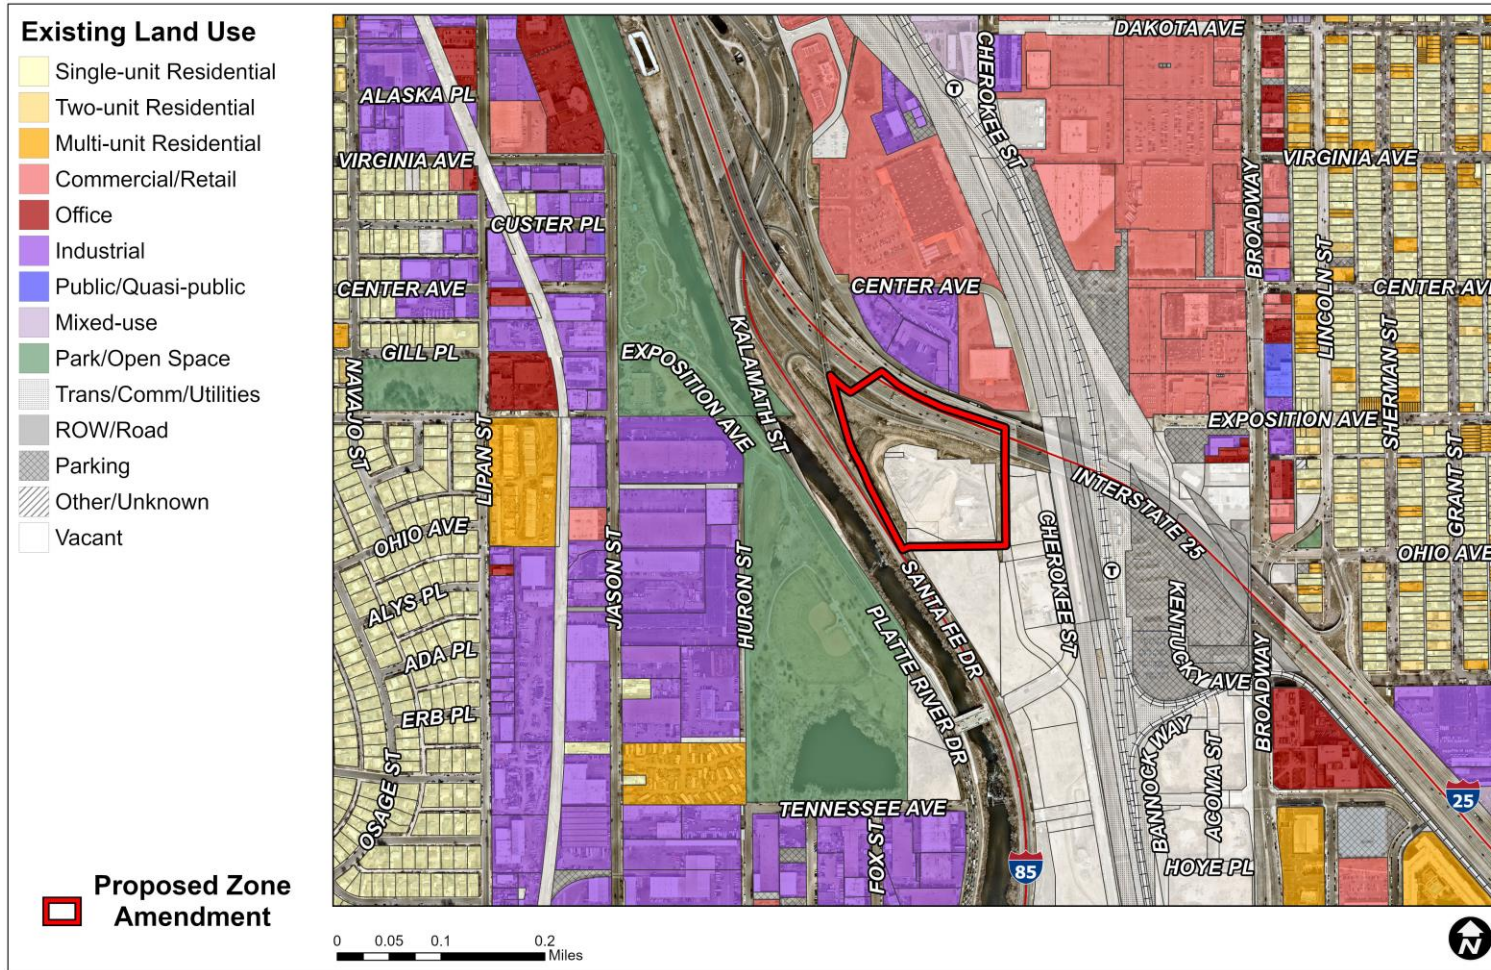 Existing Land Use
Single-unit Residential
Two-unit Residential
Multi-unit Residential
Commercial/Retail
Office
Industrial
Public/Quasi-public
Mixed-use
Park/Open Space
Trans/Comm/Utilities
ROW/Road
Parking
Other/Unknown
Vacant
Proposed Zone
Amendment
DAKOTA AVE
CHEROKEE ST
T
ALASKA PL
VIRGINIA AVE
VIRGINIA AVE
CUSTER PL
BROADWAY
LINCOLN ST
CENTER AVE
CENTER AVE
CENTER AVE
KALAMATH ST
GILL PL
EXPOSITION AVE
SHERMAN ST
NAVAJO ST
LIPAN ST
EXPOSITION AVE
GRANT ST
INTERSTATE 25
OHIO AVE
OHIO AVE
CHEROKEE ST
T
JASON ST
HURON ST
SANTA FE DR
ALYS PL
KENTUCKY AVE
PLATTE RIVER DR
ADA PL
BROADWAY
ERB PL
BANNOCK WAY
ACOMA ST
OSAGE ST
TENNESSEE AVE
25
FOX ST
85
HOYE PL
0 0.05 0.1 0.2
Miles
N